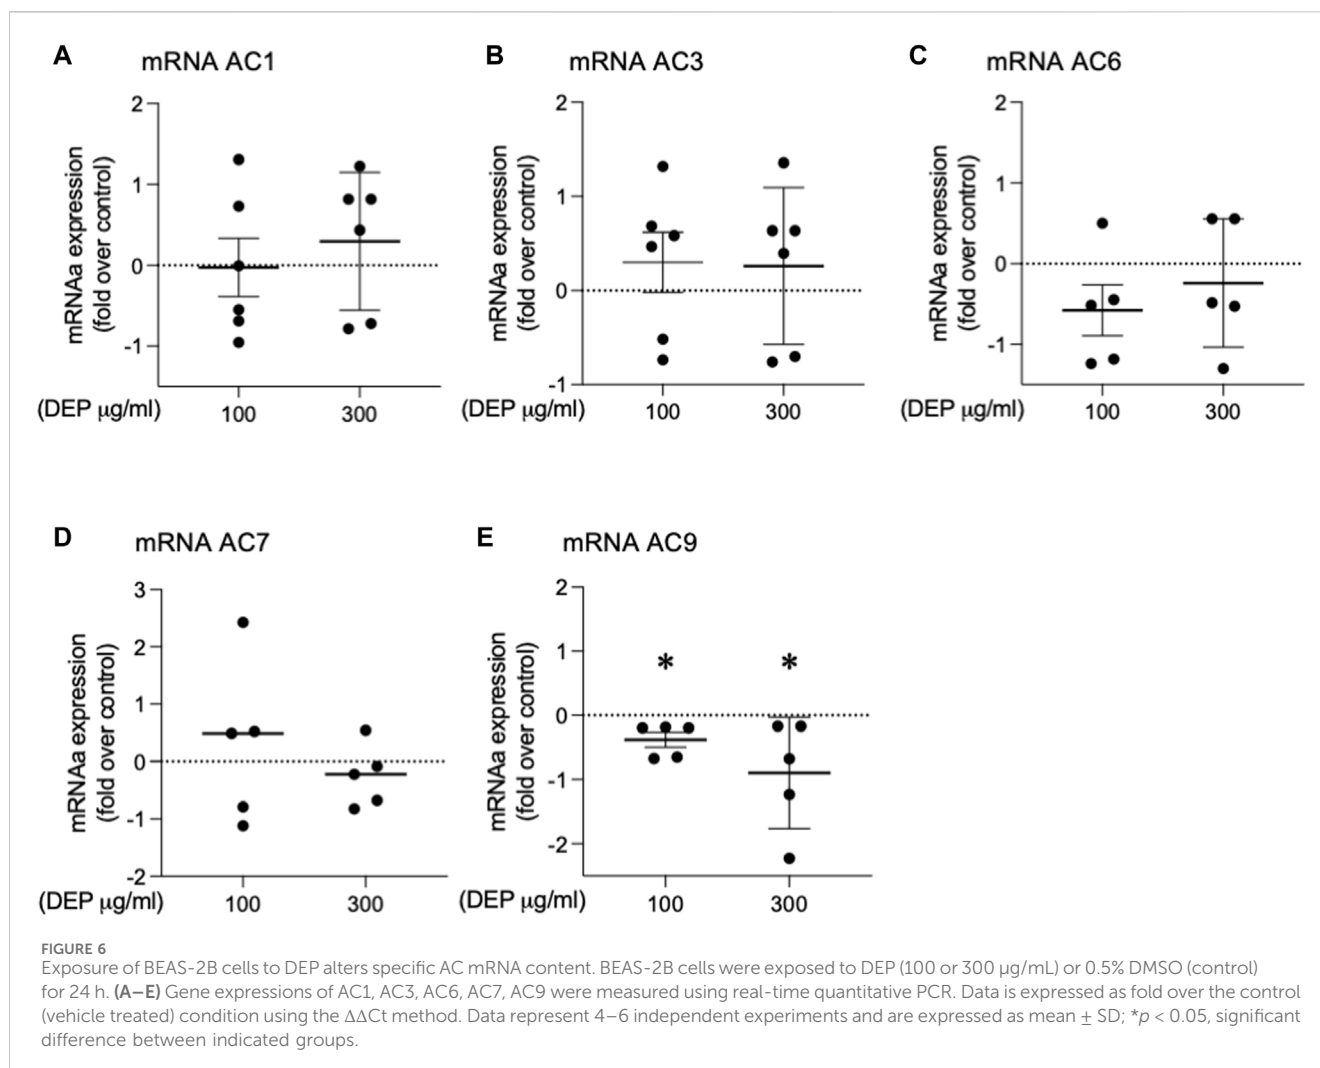 A
mRNA AC1
mRNAa expression
(fold over control)
2
1
0
-1
(DEP μg/ml)
100
300
B
mRNA AC3
mRNAa expression
(fold over control)
2
1
0
-1
(DEP μg/ml)
100
300
C
mRNA AC6
mRNAa expression
(fold over control)
2
1
0
-1
(DEP μg/ml)
100
300
D
mRNA AC7
mRNAa expression
(fold over control)
3
2
1
0
-1
-2
(DEP μg/ml)
100
300
E
mRNA AC9
mRNAa expression
(fold over control)
2
1
0
-1
-2
*
*
(DEP μg/ml)
100
300
FIGURE 6
Exposure of BEAS-2B cells to DEP alters specific AC mRNA content. BEAS-2B cells were exposed to DEP (100 or 300 μg/mL) or 0.5% DMSO (control)
for 24 h. (A–E) Gene expressions of AC1, AC3, AC6, AC7, AC9 were measured using real-time quantitative PCR. Data is expressed as fold over the control
(vehicle treated) condition using the ΔΔCt method. Data represent 4–6 independent experiments and are expressed as mean ± SD; *p < 0.05, significant
difference between indicated groups.